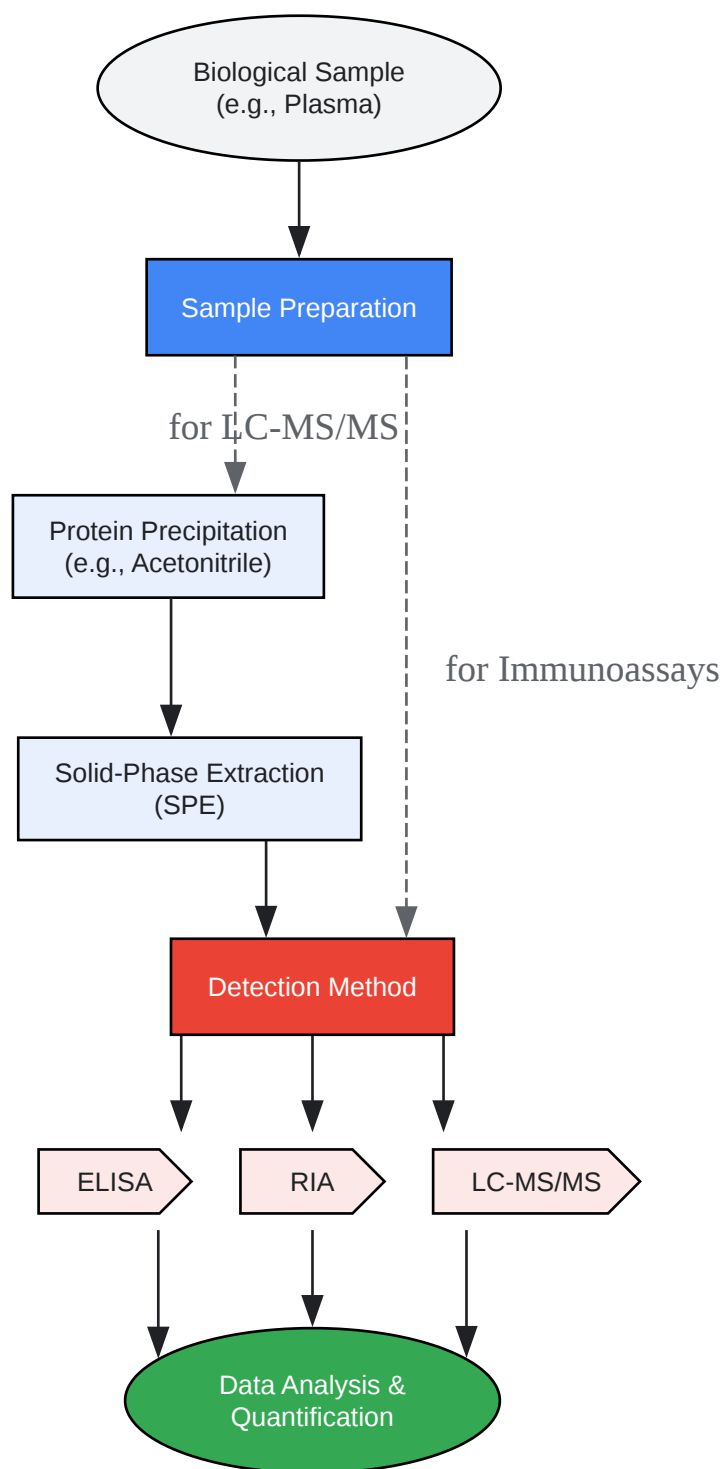 Biological Sample
(e.g., Plasma)
Sample Preparation
for LC-MS/MS
Protein Precipitation
(e.g., Acetonitrile)
for Immunoassays
Solid-Phase Extraction
(SPE)
Detection Method
ELISA
RIA
LC-MS/MS
Data Analysis &
Quantification